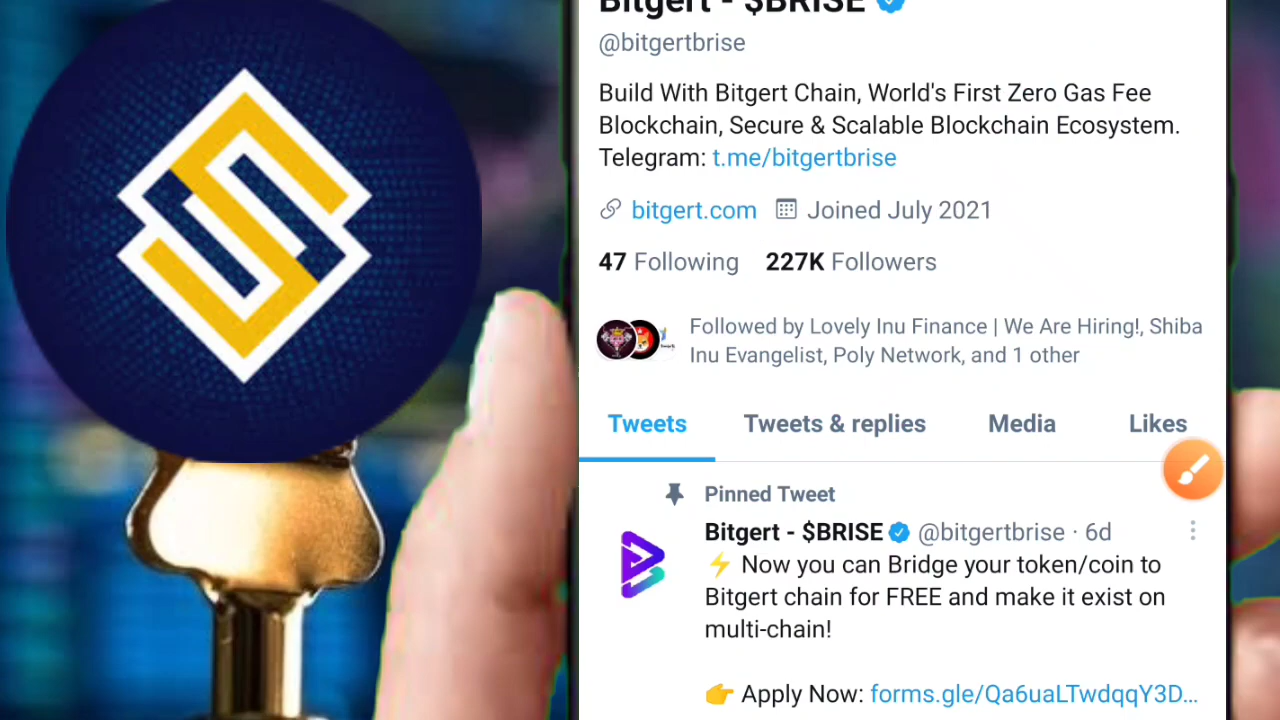 Bitgert - $BRISE
@bitgertbrise
Build With Bitgert Chain, World's First Zero Gas Fee
Blockchain, Secure & Scalable Blockchain Ecosystem.
Telegram: t.me/bitgertbrise
bitgert.com Joined July 2021
47 Following 227K Followers
Followed by Lovely Inu Finance | We Are Hiring!, Shiba
Inu Evangelist, Poly Network, and 1 other
Tweets Tweets & replies Media Likes
Pinned Tweet
Bitgert - $BRISE @bitgertbrise · 6d
⚡ Now you can Bridge your token/coin to
Bitgert chain for FREE and make it exist on
multi-chain!
👉 Apply Now: forms.gle/Qa6uaLTwdqqY3D...